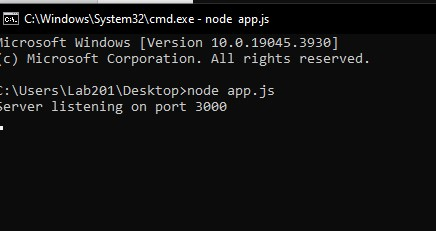 C:\Windows\System32\cmd.exe - node app.js
Microsoft Windows [Version 10.0.19045.3930]
(c) Microsoft Corporation. All rights reserved.
C:\Users\Lab201\Desktop>node app.js
Server listening on port 3000